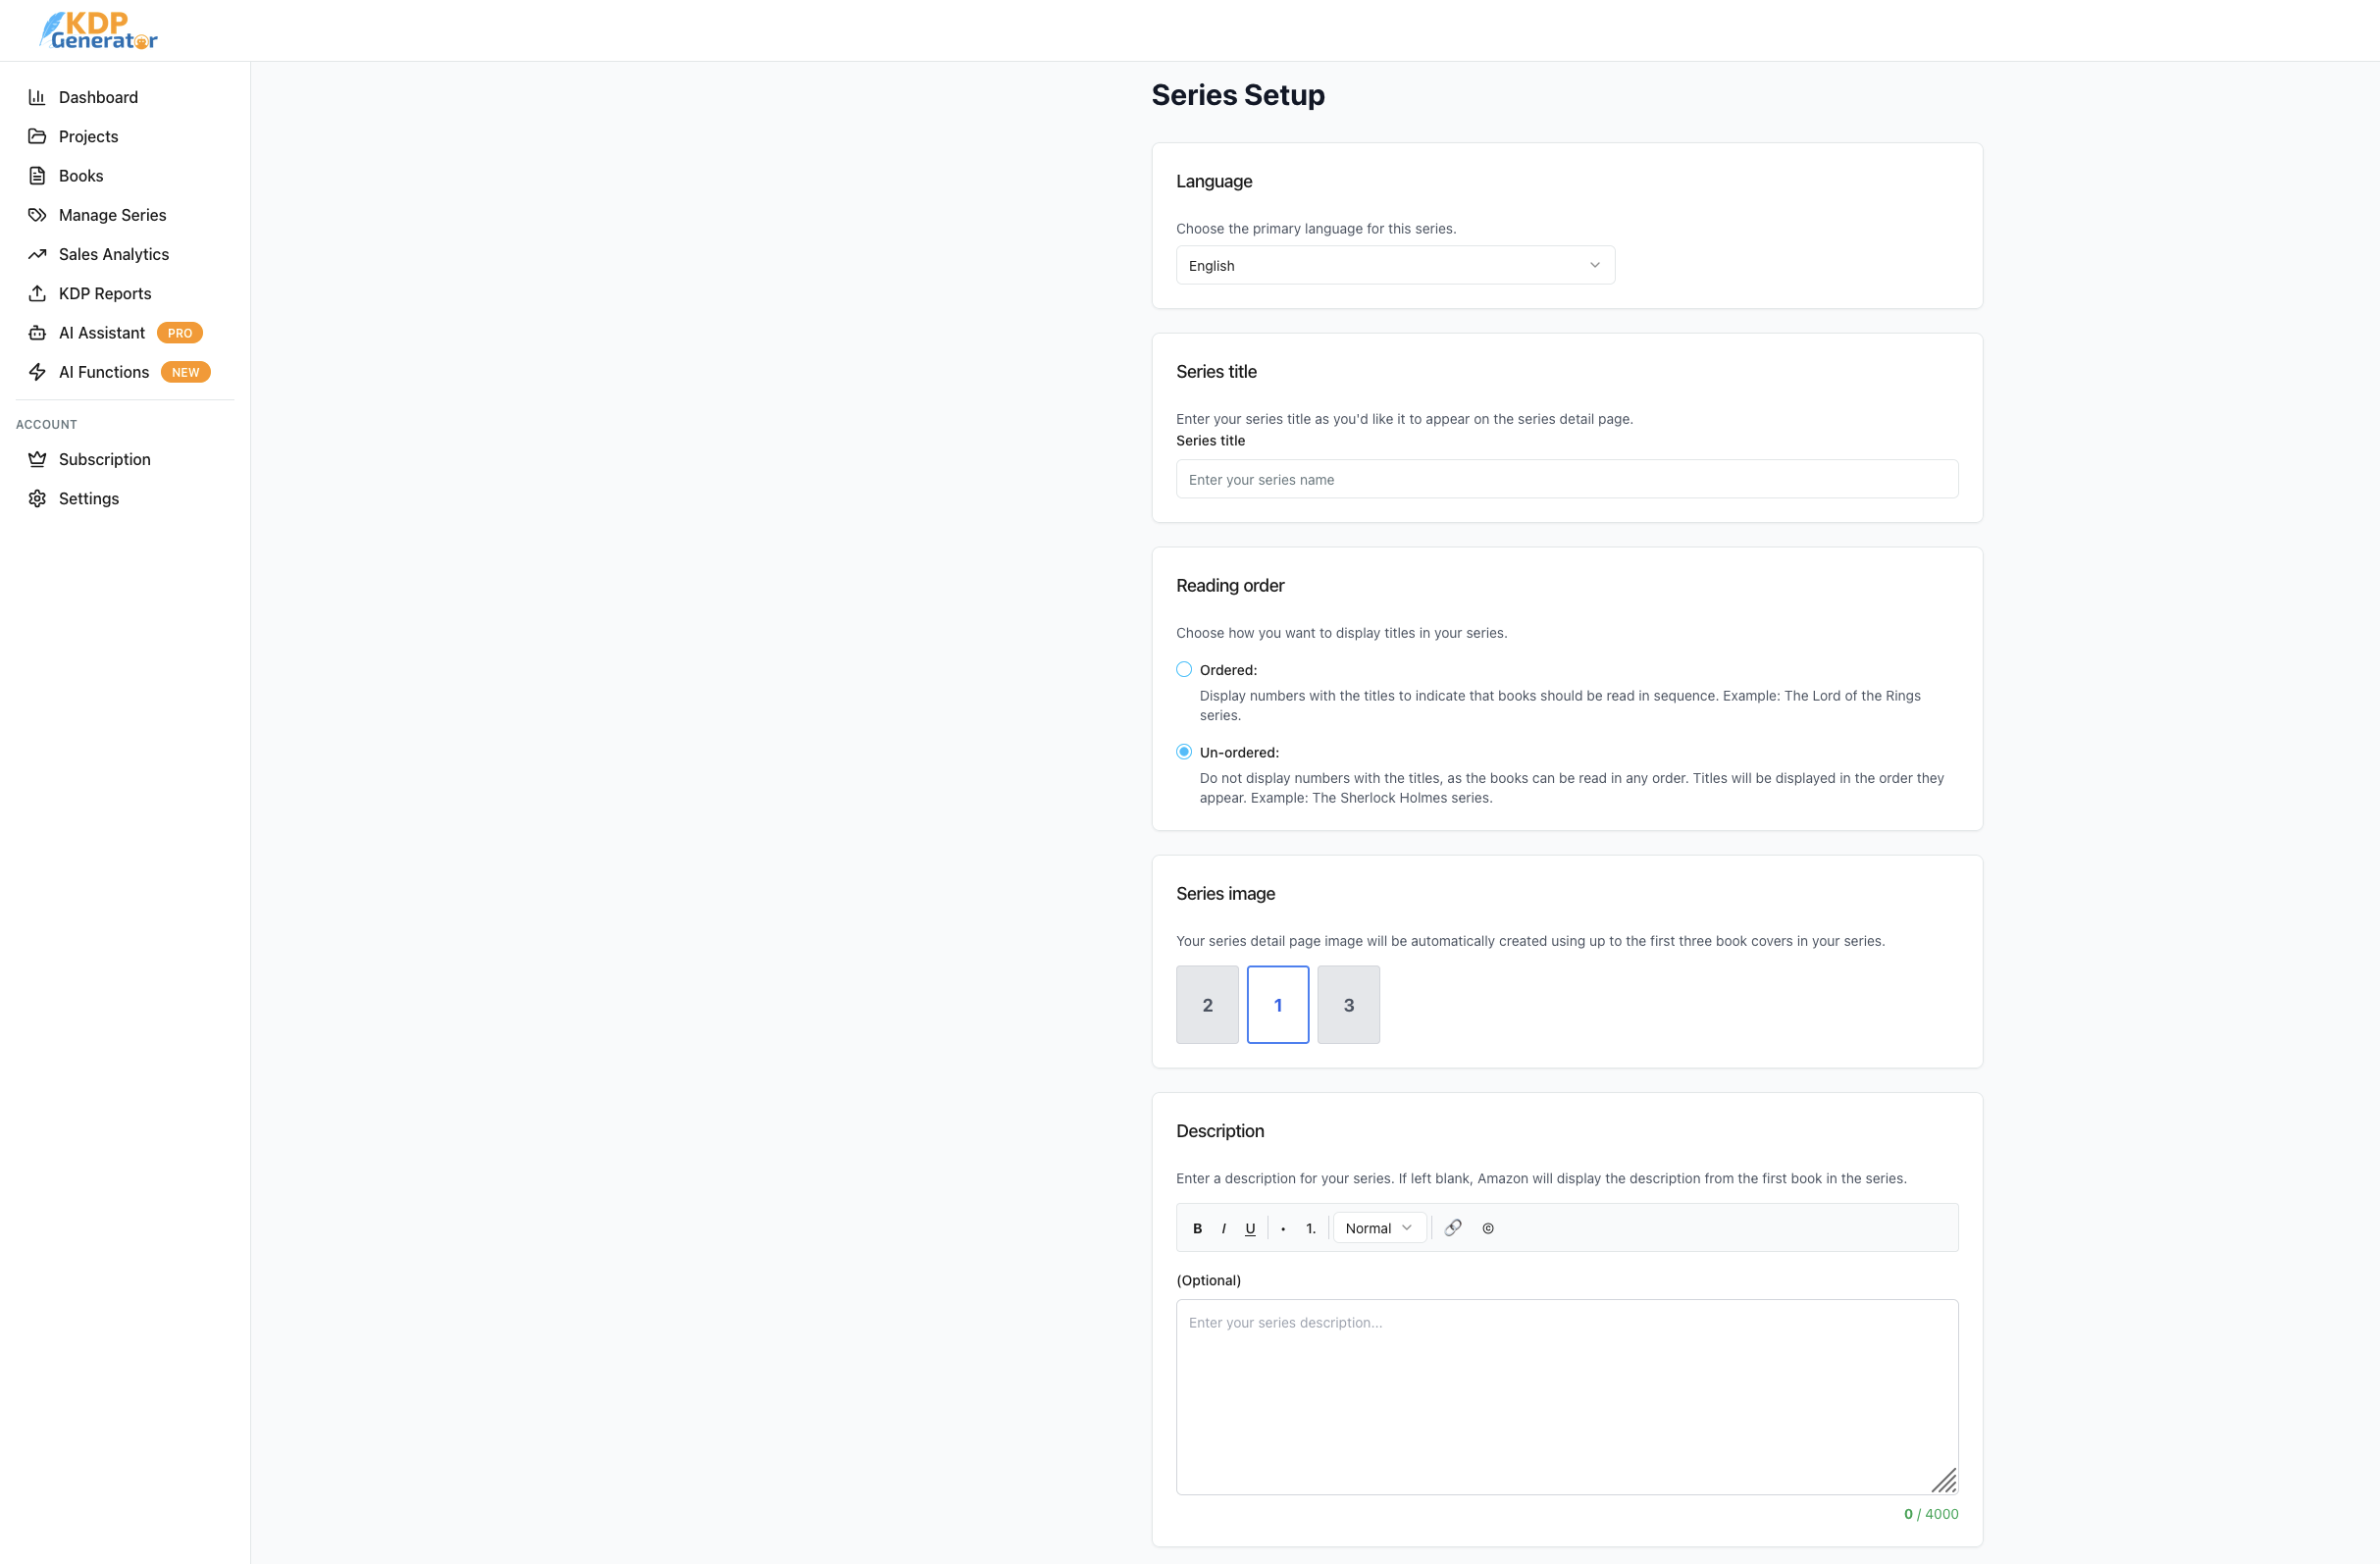 KDP
Generator
Dashboard
Projects
Books
Manage Series
Sales Analytics
KDP Reports
AI Assistant PRO
AI Functions NEW
ACCOUNT
Subscription
Settings
Series Setup
Language
Choose the primary language for this series.
English
Series title
Enter your series title as you'd like it to appear on the series detail page.
Series title
Enter your series name
Reading order
Choose how you want to display titles in your series.
Ordered:
Display numbers with the titles to indicate that books should be read in sequence. Example: The Lord of the Rings
series.
Un-ordered:
Do not display numbers with the titles, as the books can be read in any order. Titles will be displayed in the order they
appear. Example: The Sherlock Holmes series.
Series image
Your series detail page image will be automatically created using up to the first three book covers in your series.
2 1 3
Description
Enter a description for your series. If left blank, Amazon will display the description from the first book in the series.
B I U • 1. Normal 🔗 ©
(Optional)
Enter your series description...
0 / 4000